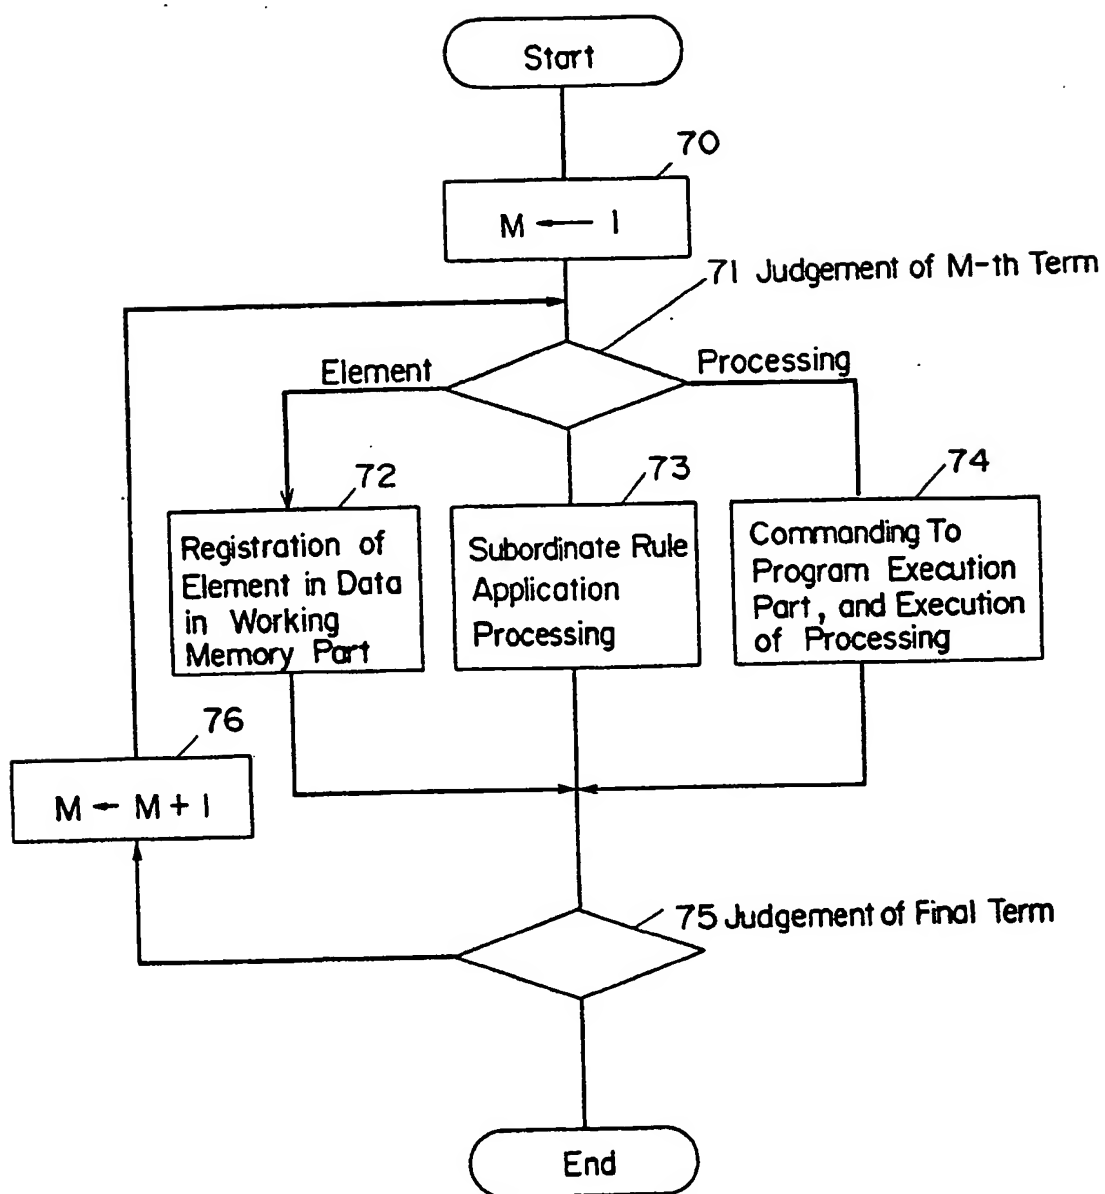 Start
70
M ← 1
71 Judgement of M-th Term
Element
Processing
72
Registration of
Element in Data
in Working
Memory Part
73
Subordinate Rule
Application
Processing
74
Commanding To
Program Execution
Part, and Execution
of Processing
76
M ← M + 1
75 Judgement of Final Term
End